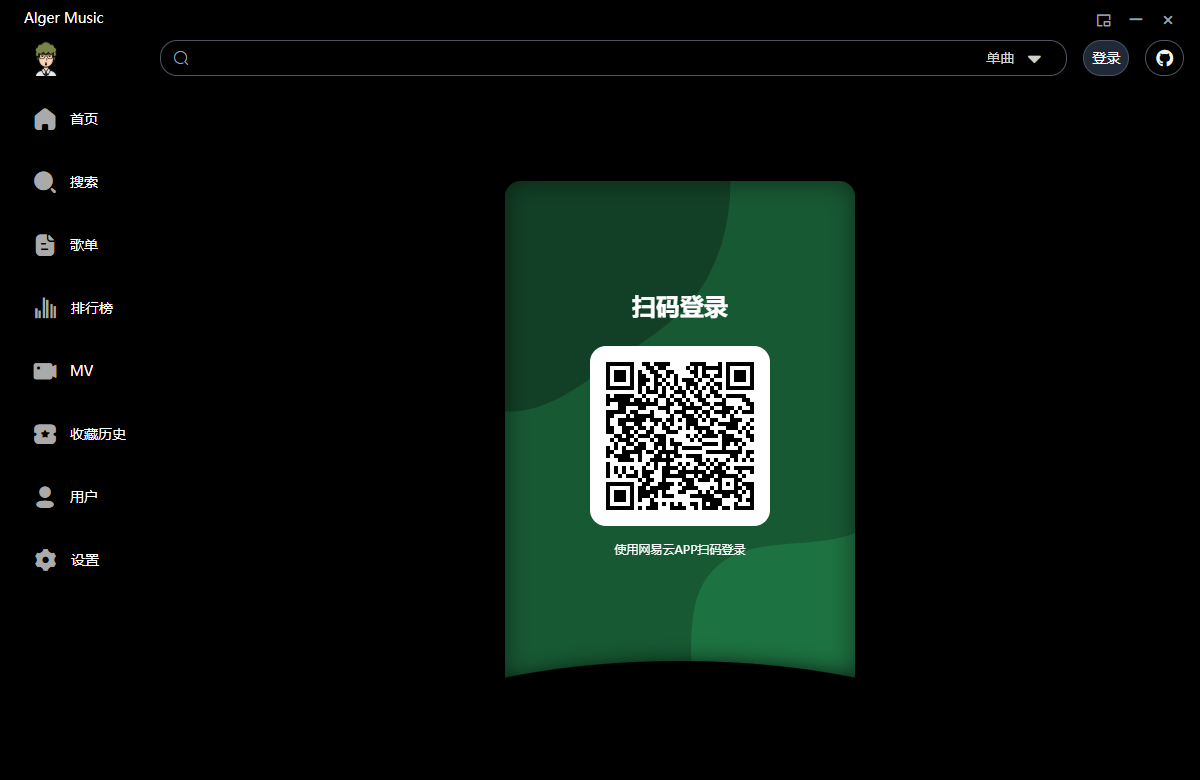 Alger Music
单曲
登录
首页
搜索
歌单
排行榜
MV
收藏历史
用户
设置
扫码登录
使用网易云APP扫码登录